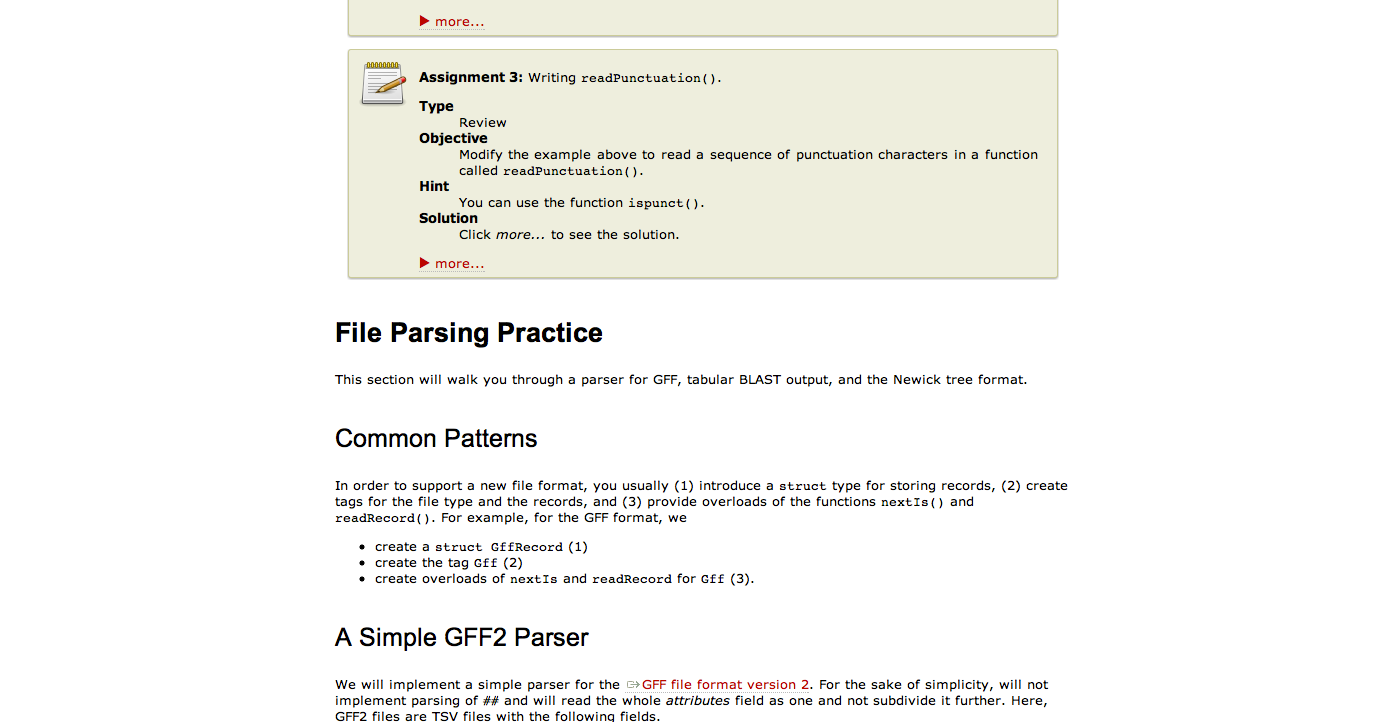 more...
Assignment 3: Writing readPunctuation().
Type
Review
Objective
Modify the example above to read a sequence of punctuation characters in a function
called readPunctuation().
Hint
You can use the function ispunct().
Solution
Click more... to see the solution.
more...
File Parsing Practice
This section will walk you through a parser for GFF, tabular BLAST output, and the Newick tree format.
Common Patterns
In order to support a new file format, you usually (1) introduce a struct type for storing records, (2) create
tags for the file type and the records, and (3) provide overloads of the functions nextIs() and
readRecord(). For example, for the GFF format, we
• create a struct GffRecord (1)
• create the tag Gff (2)
• create overloads of nextIs and readRecord for Gff (3).
A Simple GFF2 Parser
We will implement a simple parser for the GFF file format version 2. For the sake of simplicity, will not
implement parsing of ## and will read the whole attributes field as one and not subdivide it further. Here,
GFF2 files are TSV files with the following fields.